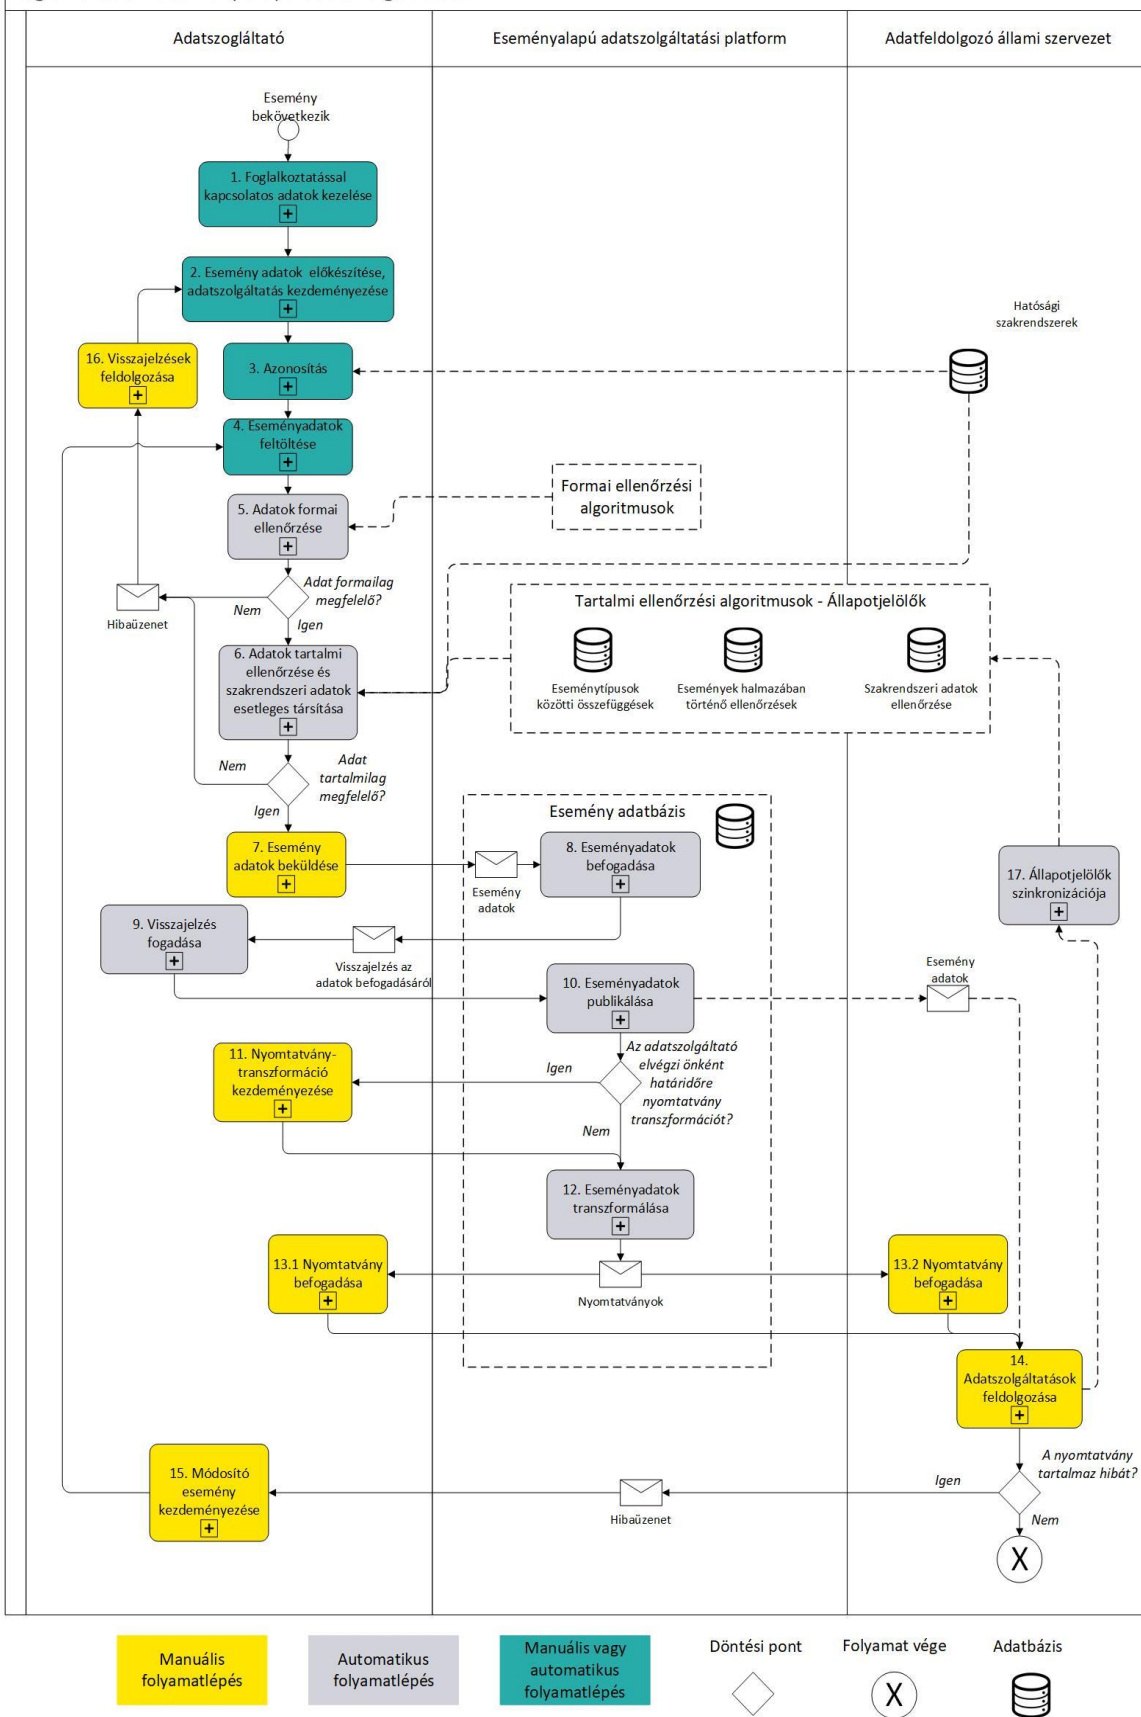 Adatszogláltató
Eseményalapú adatszolgáltatási platform
Adatfeldolgozó állami szervezet
Esemény
bekövetkezik
1. Foglalkoztatással
kapcsolatos adatok kezelése
2. Esemény adatok előkészítése,
adatszolgáltatás kezdeményezése
Hatósági
szakrendszerek
16. Visszajelzések
feldolgozása
3. Azonosítás
4. Eseményadatok
feltöltése
Formai ellenőrzési
algoritmusok
5. Adatok formai
ellenőrzése
Adat formailag
megfelelő?
Nem
Igen
Hibaüzenet
Tartalmi ellenőrzési algoritmusok - Állapotjelölők
Eseménytípusok
közötti összefüggések
Események halmazában
történő ellenőrzések
Szakrendszeri adatok
ellenőrzése
6. Adatok tartalmi
ellenőrzése és
szakrendszeri adatok
esetleges társítása
Nem
Adat
tartalmilag
megfelelő?
Igen
Esemény adatbázis
7. Esemény
adatok beküldése
Esemény
adatok
8. Eseményadatok
befogadása
17. Állapotjelölők
szinkronizációja
9. Visszajelzés
fogadása
Visszajelzés az
adatok befogadásáról
10. Eseményadatok
publikálása
Esemény
adatok
11. Nyomtatvány-
transzformáció
kezdeményezése
Igen
Az adatszolgáltató
elvégzi önként
határidőre
nyomtatvány
transzformációt?
Nem
12. Eseményadatok
transzformálása
13.1 Nyomtatvány
befogadása
Nyomtatványok
13.2 Nyomtatvány
befogadása
14.
Adatszolgáltatások
feldolgozása
A nyomtatvány
tartalmaz hibát?
Igen
Nem
15. Módosító
esemény
kezdeményezése
Hibaüzenet
X
Manuális
folyamatlépés
Automatikus
folyamatlépés
Manuális vagy
automatikus
folyamatlépés
Döntési pont
Folyamat vége
X
Adatbázis